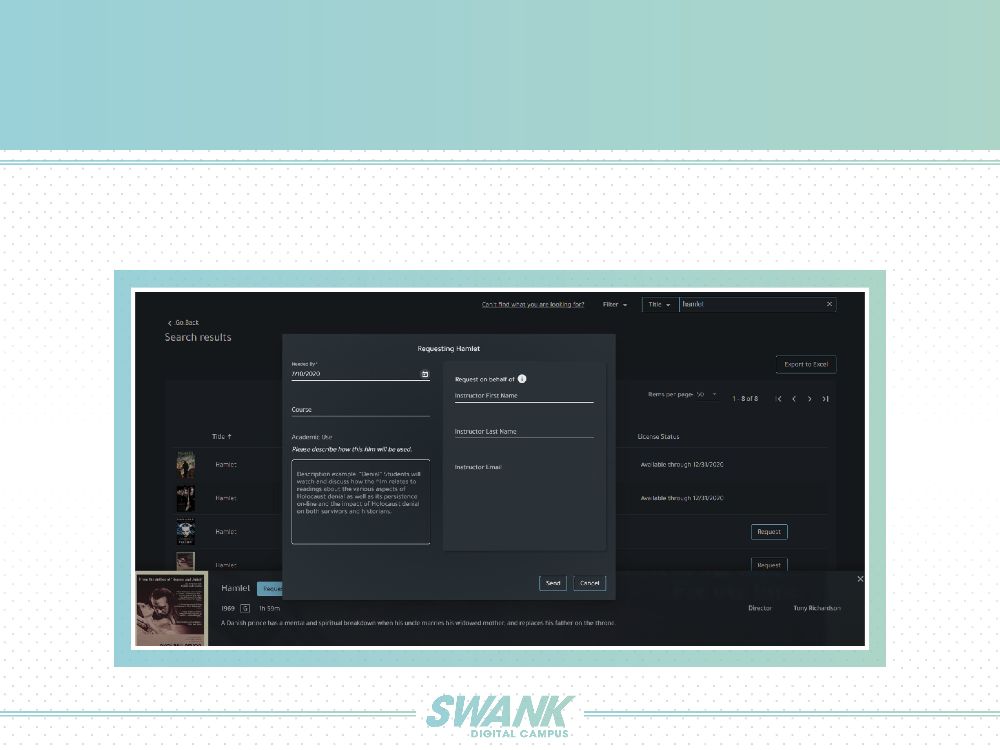 Can't find what you are looking for?
Filter
Title
hamlet
Go Back
Search results
Export to Excel
Items per page: 50
1 - 8 of 8
Title
License Status
Hamlet
Available through 12/31/2020
Hamlet
Available through 12/31/2020
Hamlet
Request
Hamlet
Request
Requesting Hamlet
Needed By *
7/10/2020
Course
Academic Use
Please describe how this film will be used.
Description example: "Denial" Students will
watch and discuss how the film relates to
readings about the various aspects of
Holocaust denial as well as its persistence
on-line and the impact of Holocaust denial
on both survivors and historians.
Request on behalf of
Instructor First Name
Instructor Last Name
Instructor Email
Send
Cancel
From the author of 'Romeo and Juliet'
Hamlet
Reques
1969 G 1h 59m
Director
Tony Richardson
A Danish prince has a mental and spiritual breakdown when his uncle marries his widowed mother, and replaces his father on the throne.
SWANK
DIGITAL CAMPUS